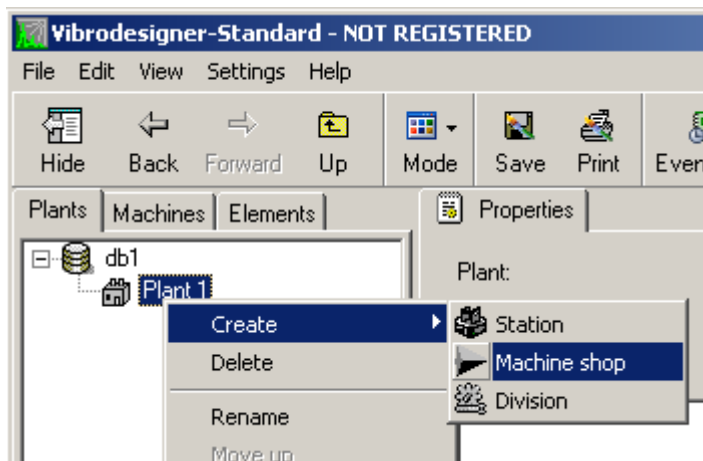 Vibrodesigner-Standard - NOT REGISTERED
File Edit View Settings Help
Hide Back Forward Up Mode Save Print
Plants Machines Elements Properties
db1
Plant:
Plant 1
Create Station
Machine shop
Delete
Division
Rename
Move up